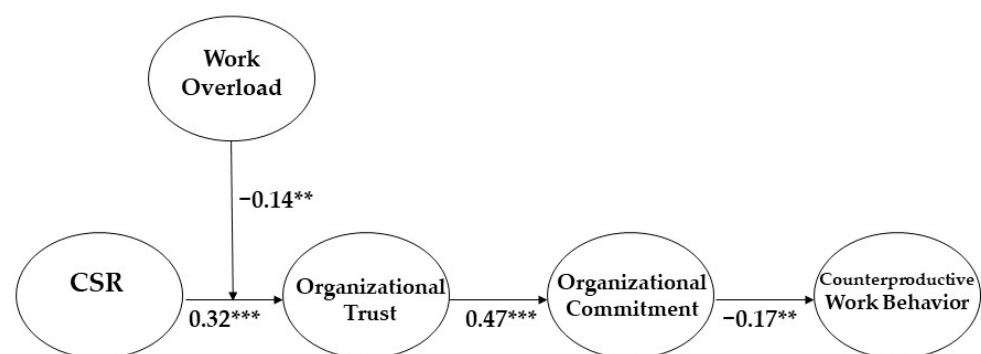 Work
Overload
−0.14**
CSR
0.32***
Organizational
Trust
0.47***
Organizational
Commitment
−0.17**
Counterproductive
Work Behavior